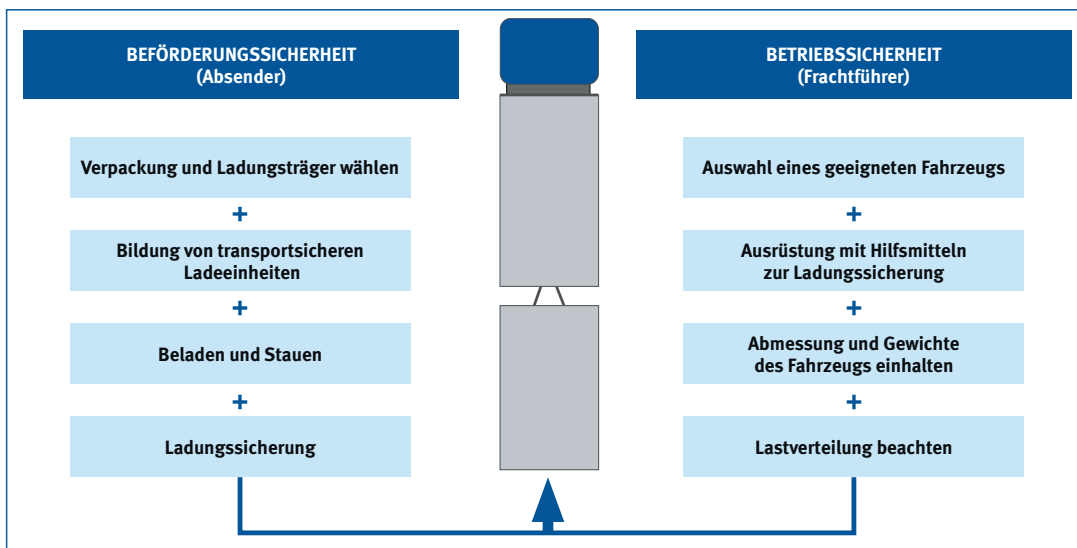 BEFÖRDERUNGSSICHERHEIT
(Absender)
Verpackung und Ladungsträger wählen
+
Bildung von transportsicheren
Ladeeinheiten
+
Beladen und Stauen
+
Ladungssicherung
BETRIEBSSICHERHEIT
(Frachtführer)
Auswahl eines geeigneten Fahrzeugs
+
Ausrüstung mit Hilfsmitteln
zur Ladungssicherung
+
Abmessung und Gewichte
des Fahrzeugs einhalten
+
Lastverteilung beachten